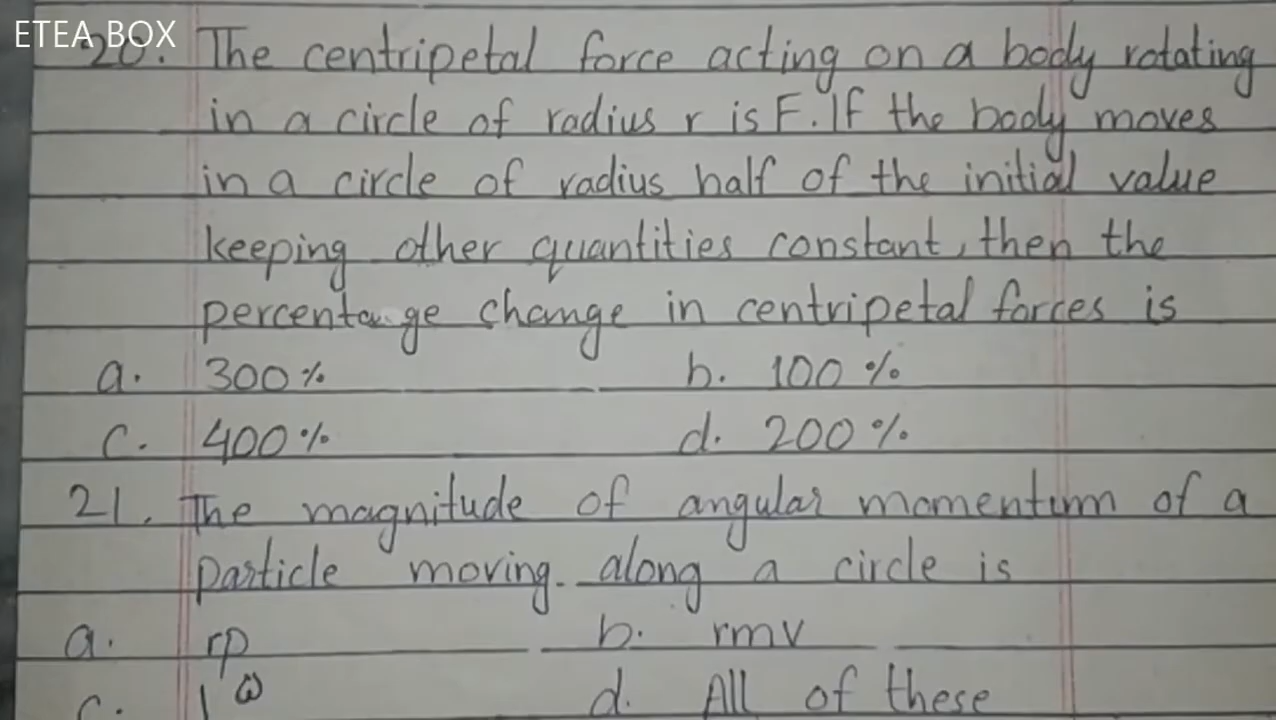 ETEA BOX
20. The centripetal force acting on a body rotating
in a circle of radius r is F. If the body moves
in a circle of radius half of the initial value
keeping other quantities constant, then the
percentage change in centripetal forces is
a. 300% b. 100%
c. 400% d. 200%
21. The magnitude of angular momentum of a
particle moving along a circle is
a. rp b. rmv
c. ω d. All of these